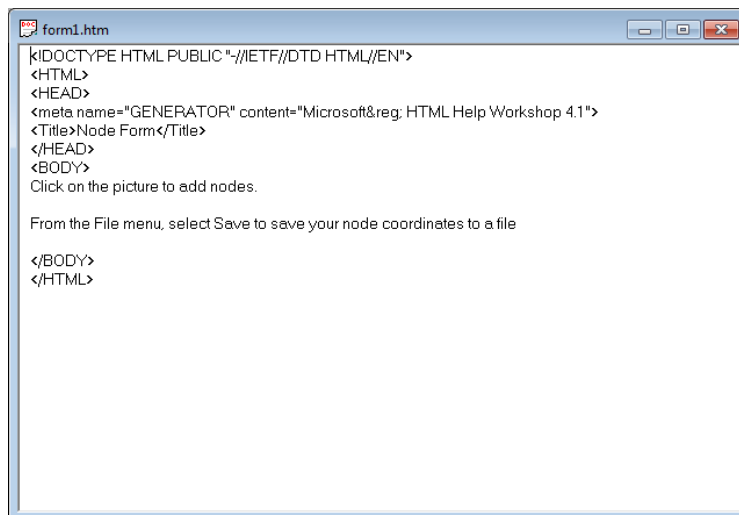 form1.htm
<!DOCTYPE HTML PUBLIC "-//IETF//DTD HTML//EN">
<HTML>
<HEAD>
<meta name="GENERATOR" content="Microsoft&reg; HTML Help Workshop 4.1">
<Title>Node Form</Title>
</HEAD>
<BODY>
Click on the picture to add nodes.
From the File menu, select Save to save your node coordinates to a file
</BODY>
</HTML>